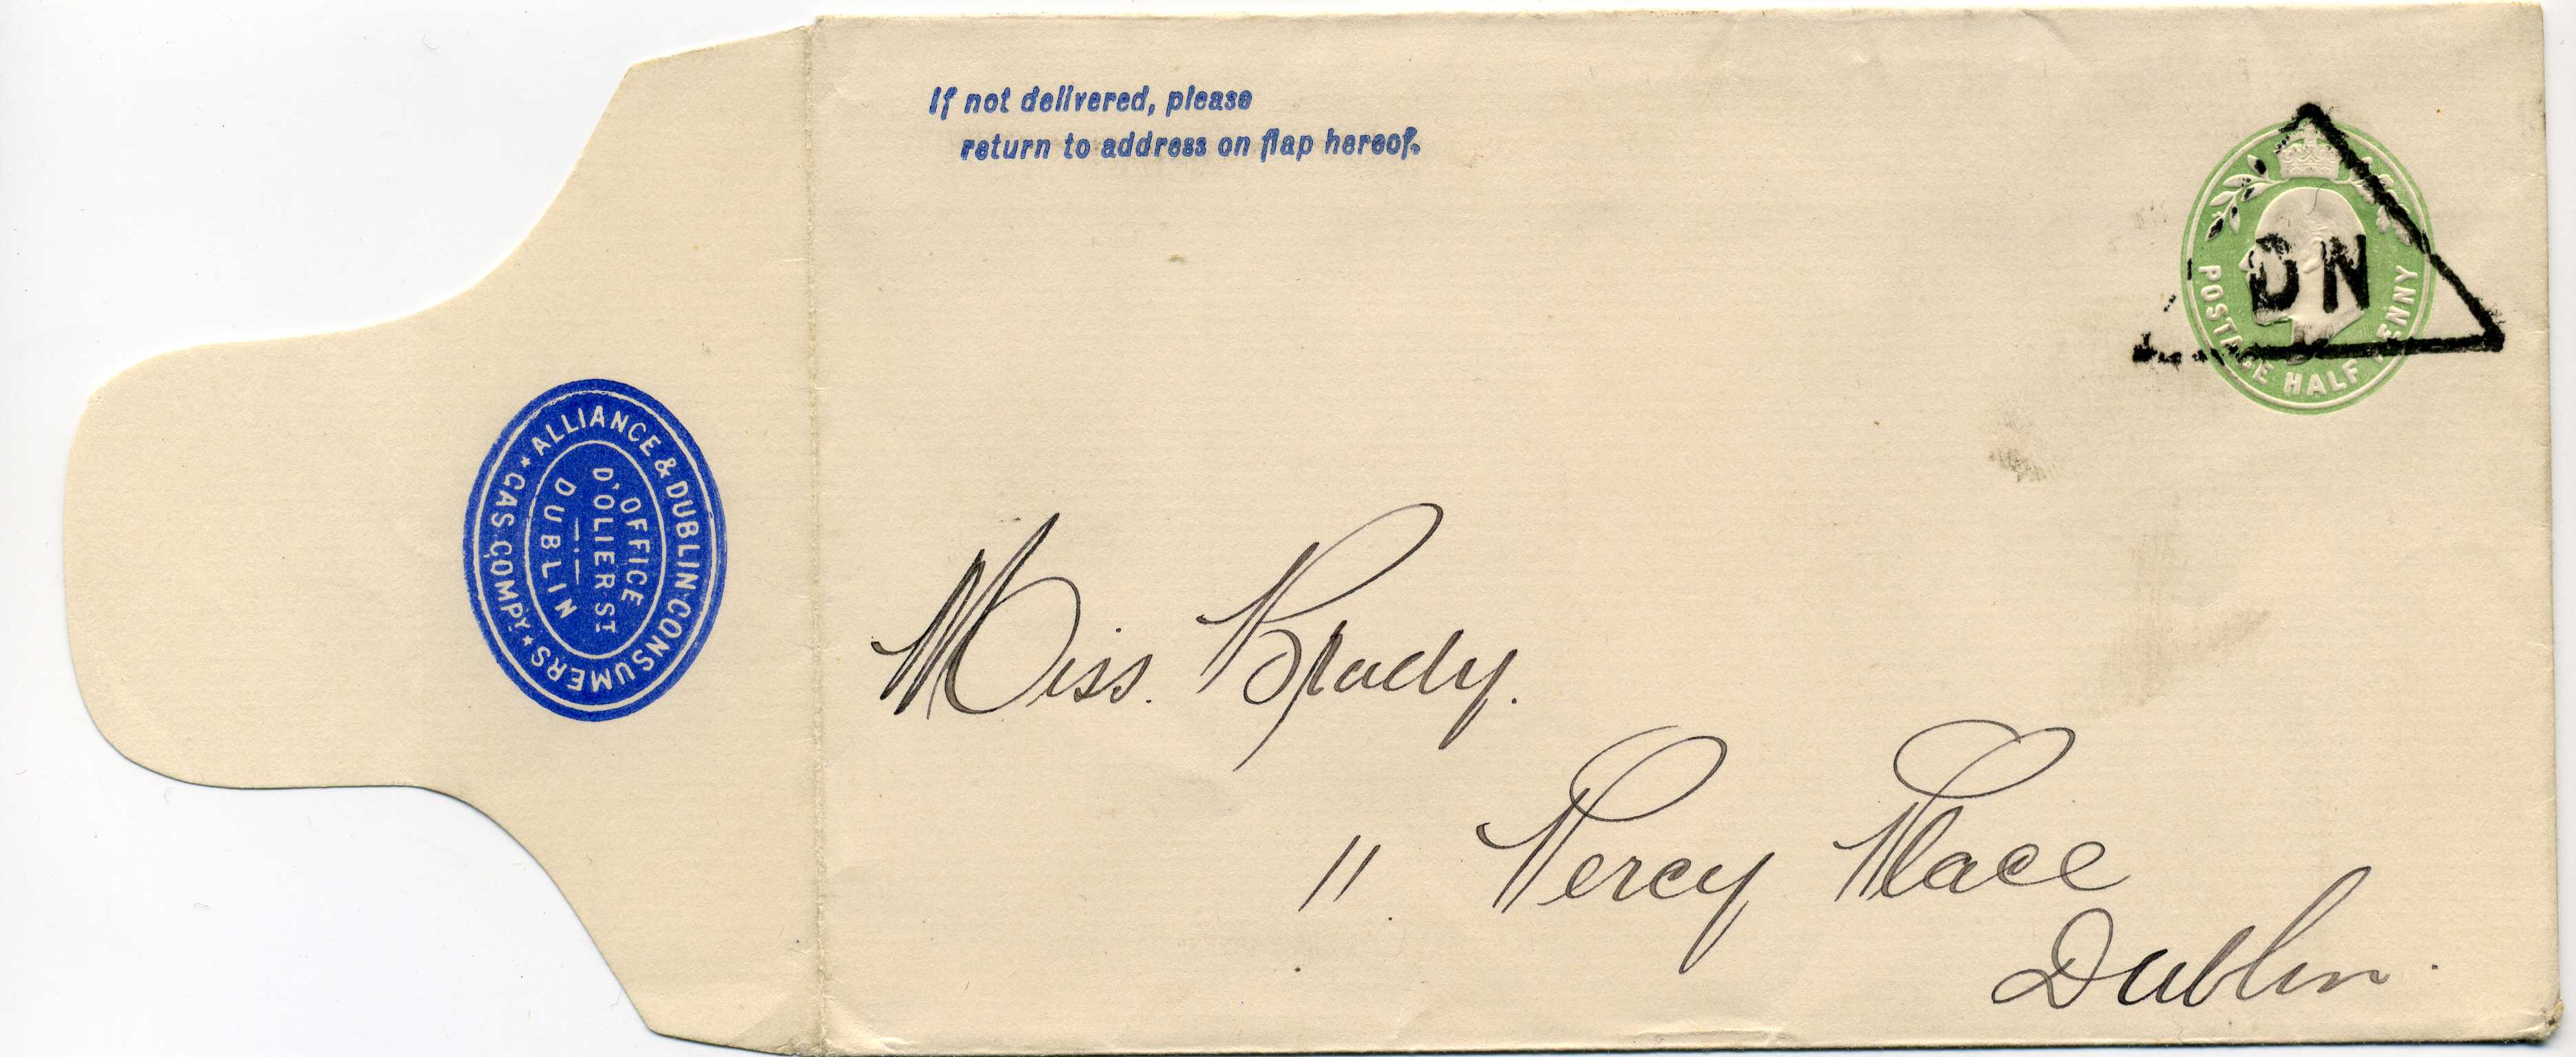 If not delivered, please
return to address on flap hereof.
POSTAGE HALF PENNY
DN
ALLIANCE & DUBLIN CONSUMERS
* GAS COMPY. *
OFFICE
D'OLIER ST.
DUBLIN
Miss. Brady.
11 Percy Place
Dublin.